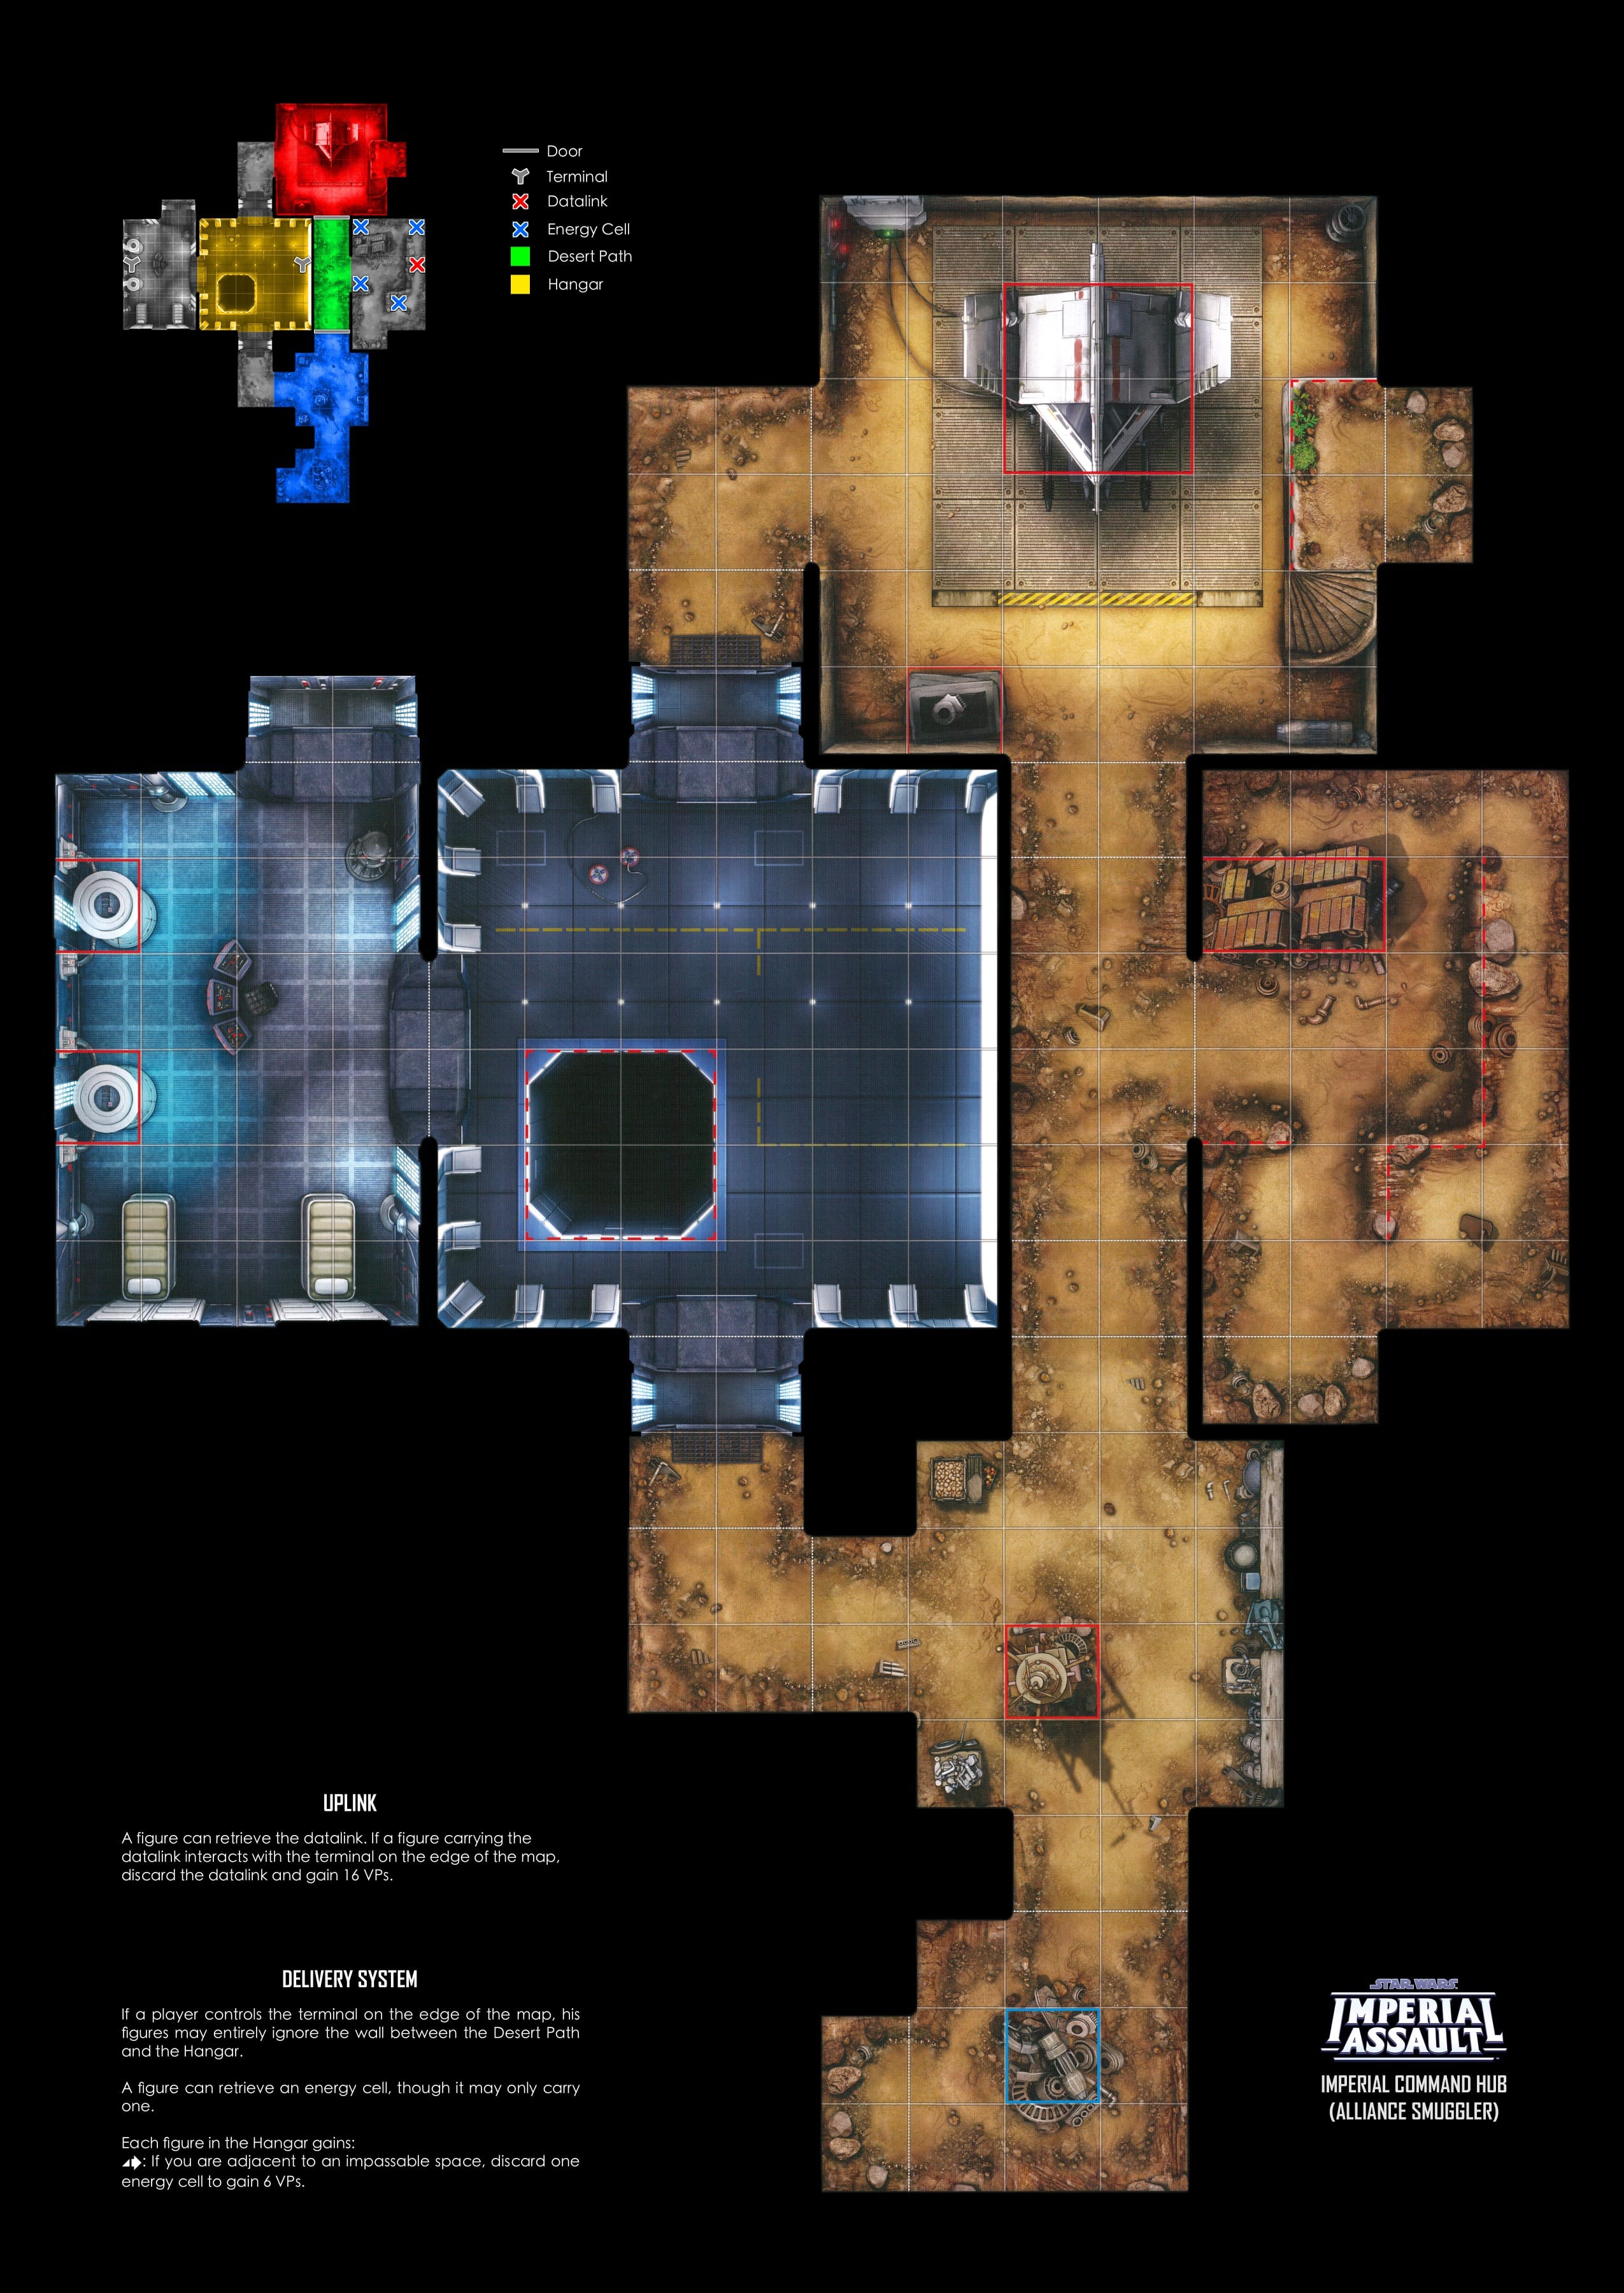 Door
Terminal
Datalink
Energy Cell
Desert Path
Hangar
UPLINK
A figure can retrieve the datalink. If a figure carrying the
datalink interacts with the terminal on the edge of the map,
discard the datalink and gain 16 VPs.
DELIVERY SYSTEM
If a player controls the terminal on the edge of the map, his
figures may entirely ignore the wall between the Desert Path
and the Hangar.
A figure can retrieve an energy cell, though it may only carry
one.
Each figure in the Hangar gains:
: If you are adjacent to an impassable space, discard one
energy cell to gain 6 VPs.
STAR WARS
IMPERIAL
ASSAULT
IMPERIAL COMMAND HUB
(ALLIANCE SMUGGLER)